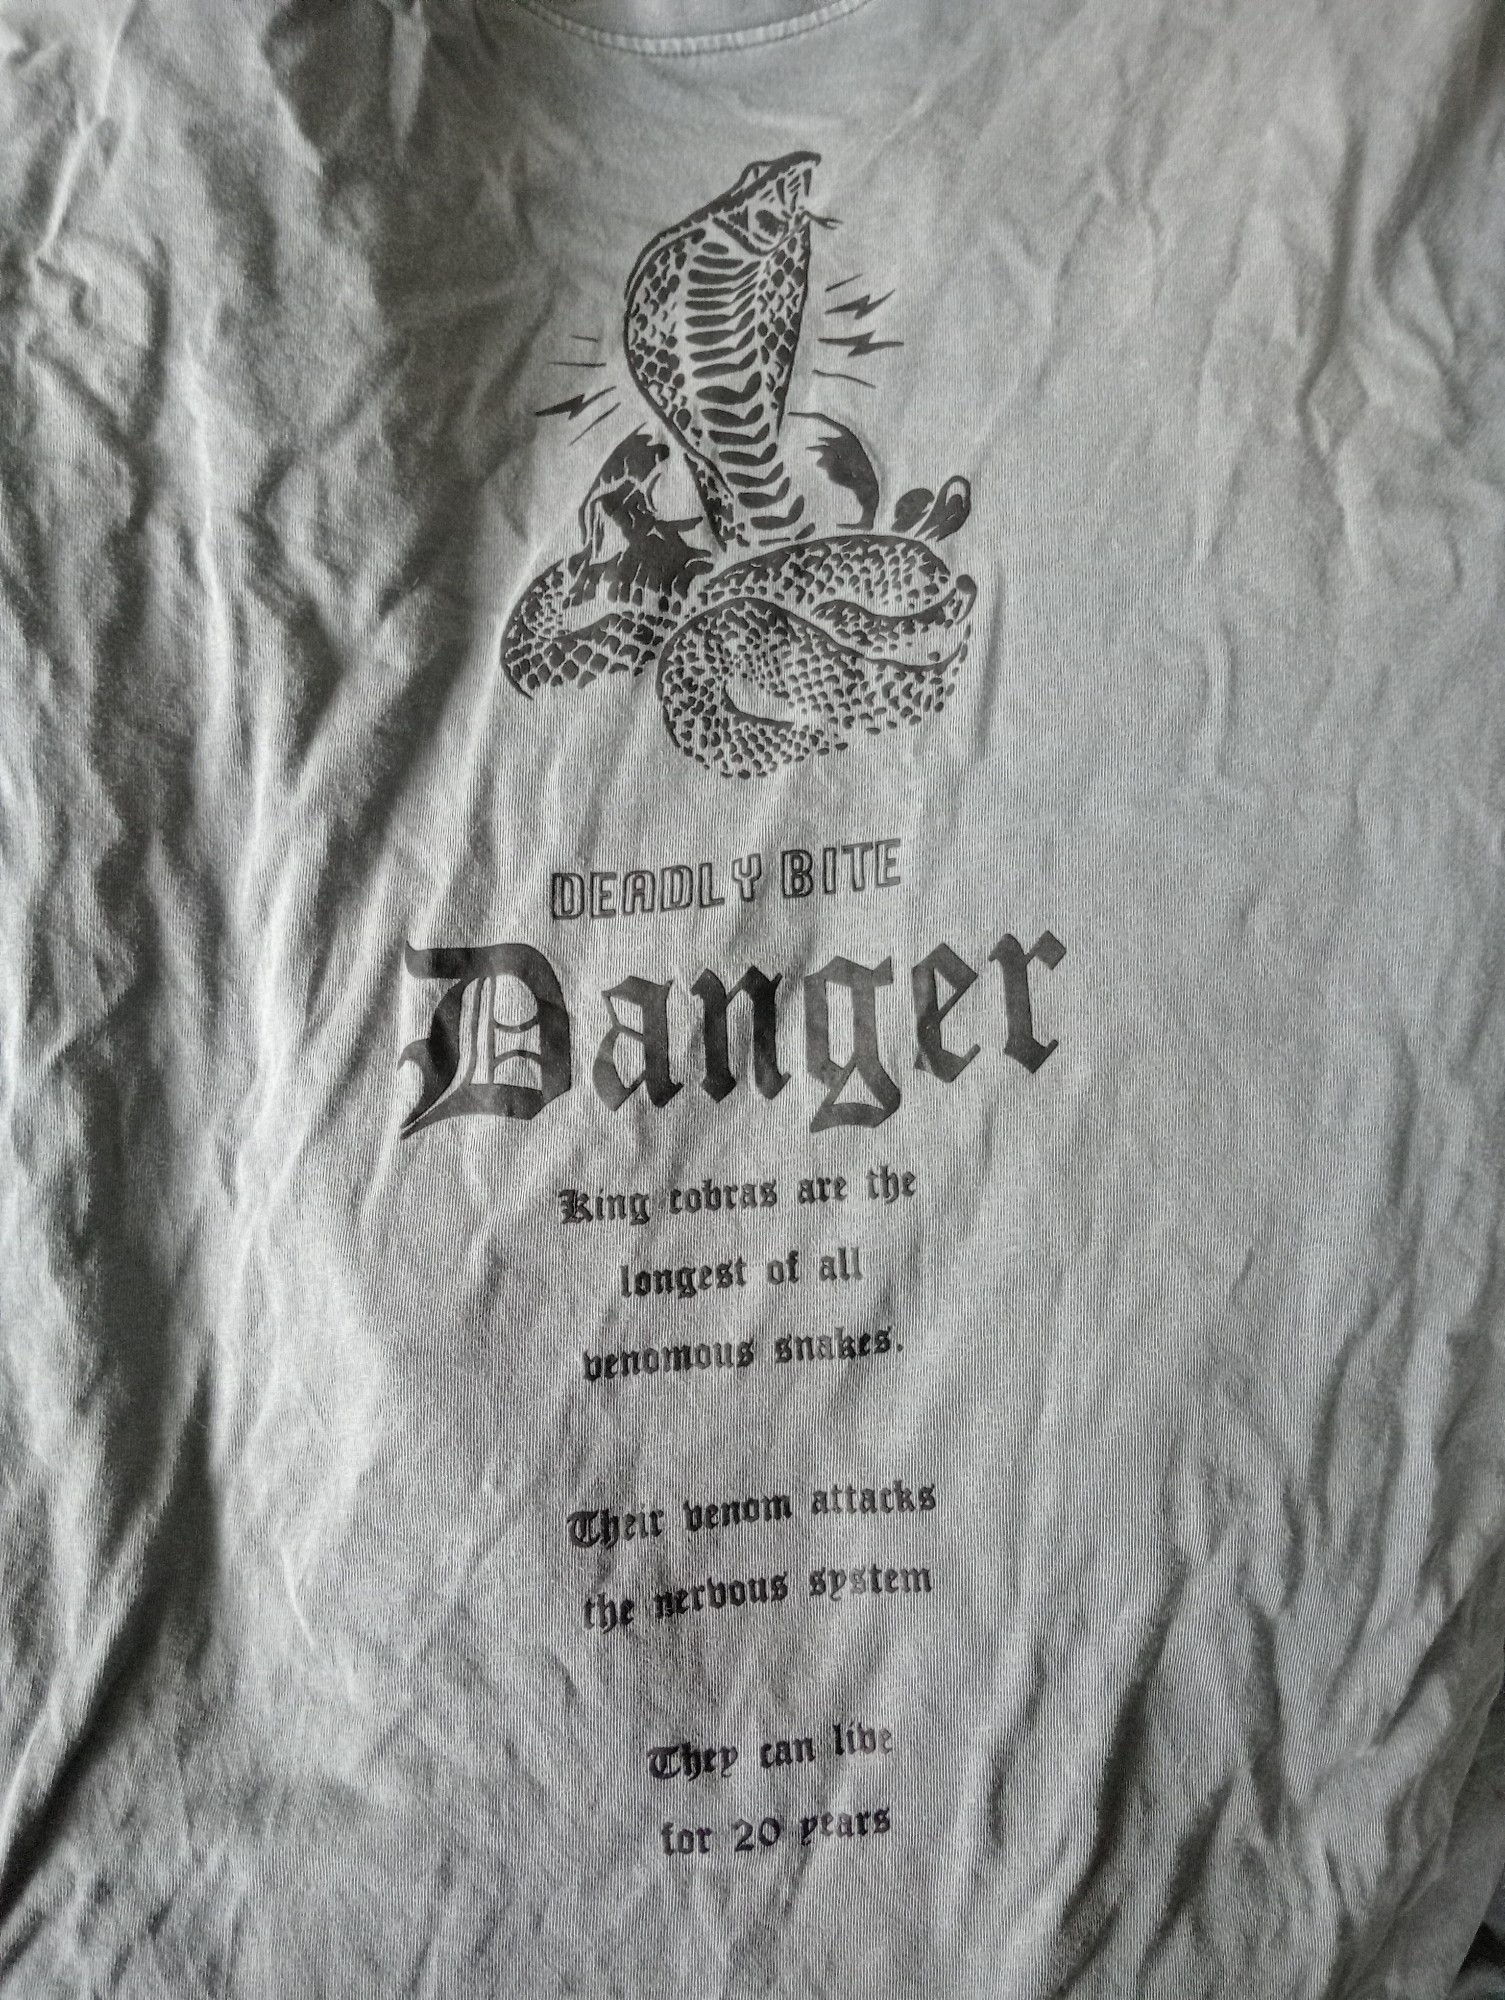 DEADLY BITE
Danger
King cobras are the
longest of all
venomous snakes.
Their venom attacks
the nervous system
They can live
for 20 years